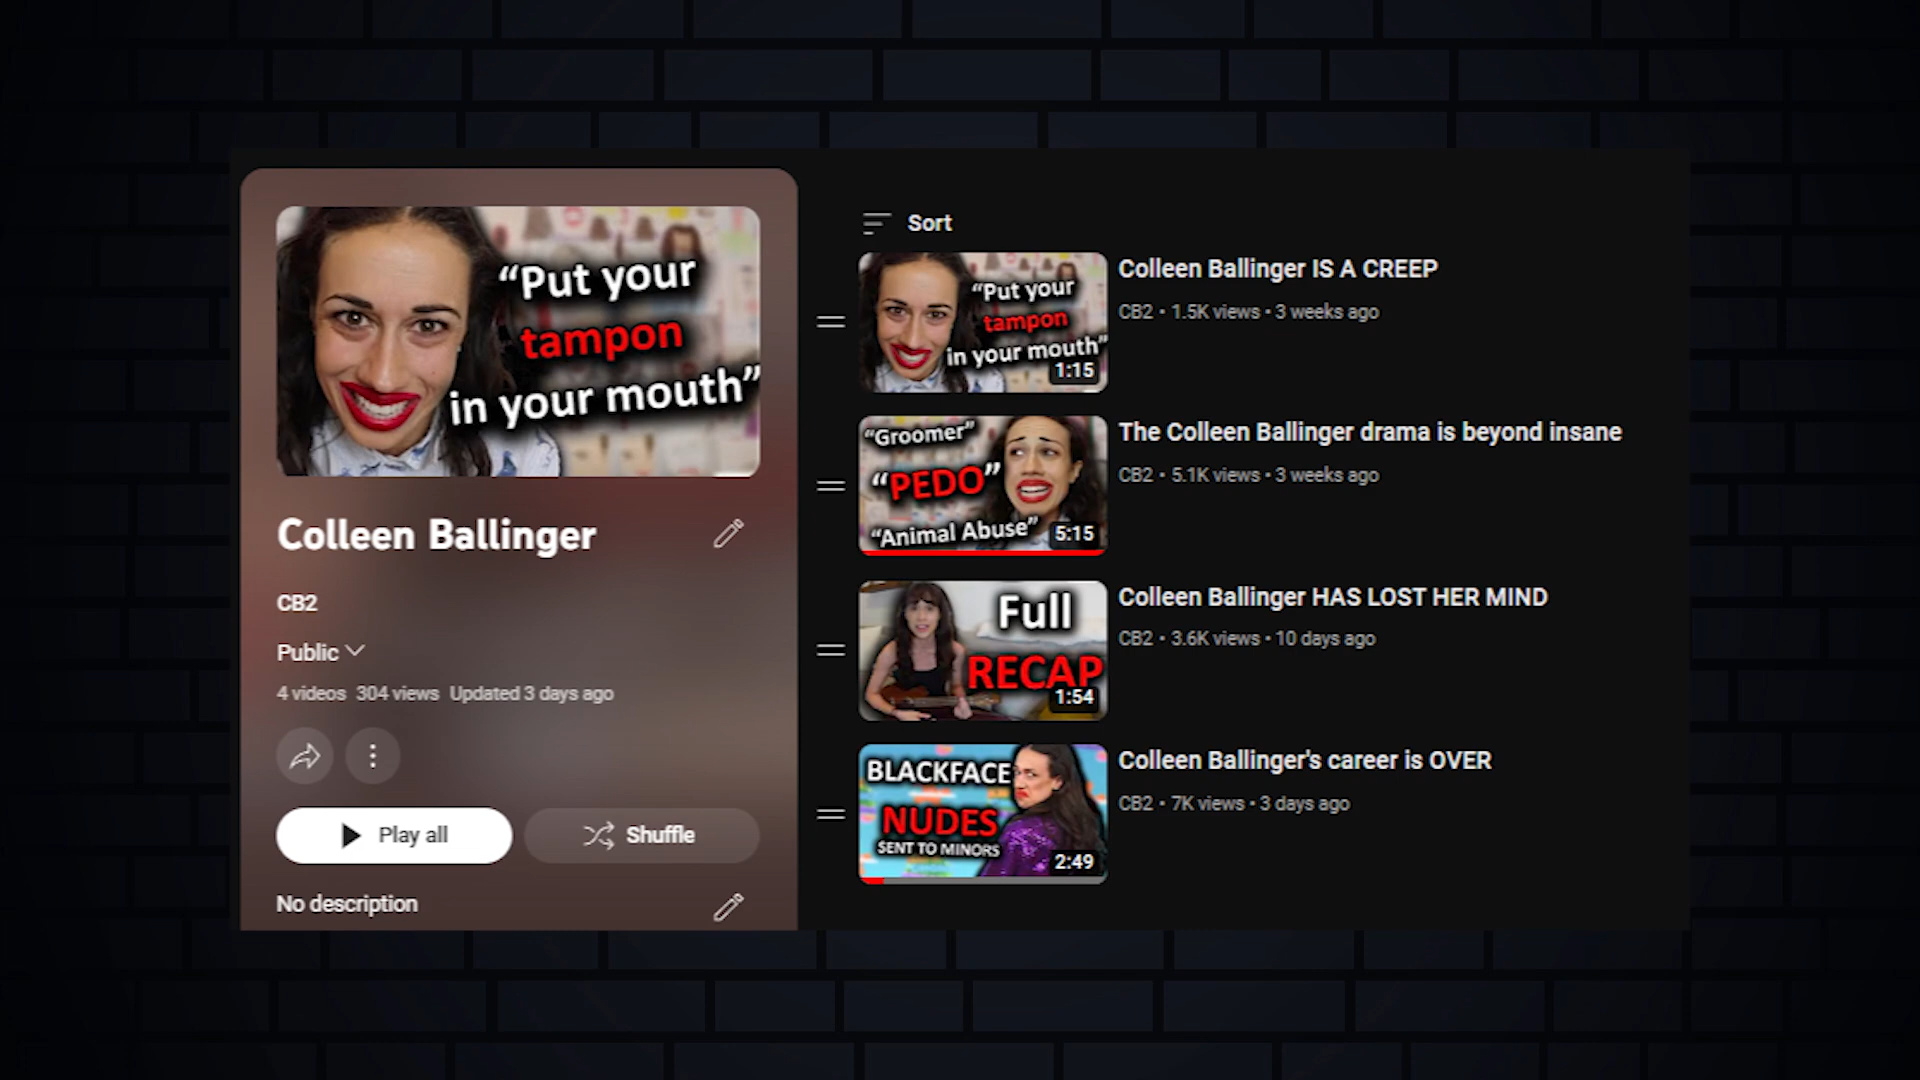 “Put your
tampon
in your mouth”
Colleen Ballinger
CB2
Public
4 videos 304 views Updated 3 days ago
Play all
Shuffle
No description
Sort
“Put your
tampon
in your mouth”
1:15
Colleen Ballinger IS A CREEP
CB2 • 1.5K views • 3 weeks ago
“Groomer”
“PEDO”
“Animal Abuse”
5:15
The Colleen Ballinger drama is beyond insane
CB2 • 5.1K views • 3 weeks ago
Full
RECAP
1:54
Colleen Ballinger HAS LOST HER MIND
CB2 • 3.6K views • 10 days ago
BLACKFACE
NUDES
SENT TO MINORS
2:49
Colleen Ballinger's career is OVER
CB2 • 7K views • 3 days ago